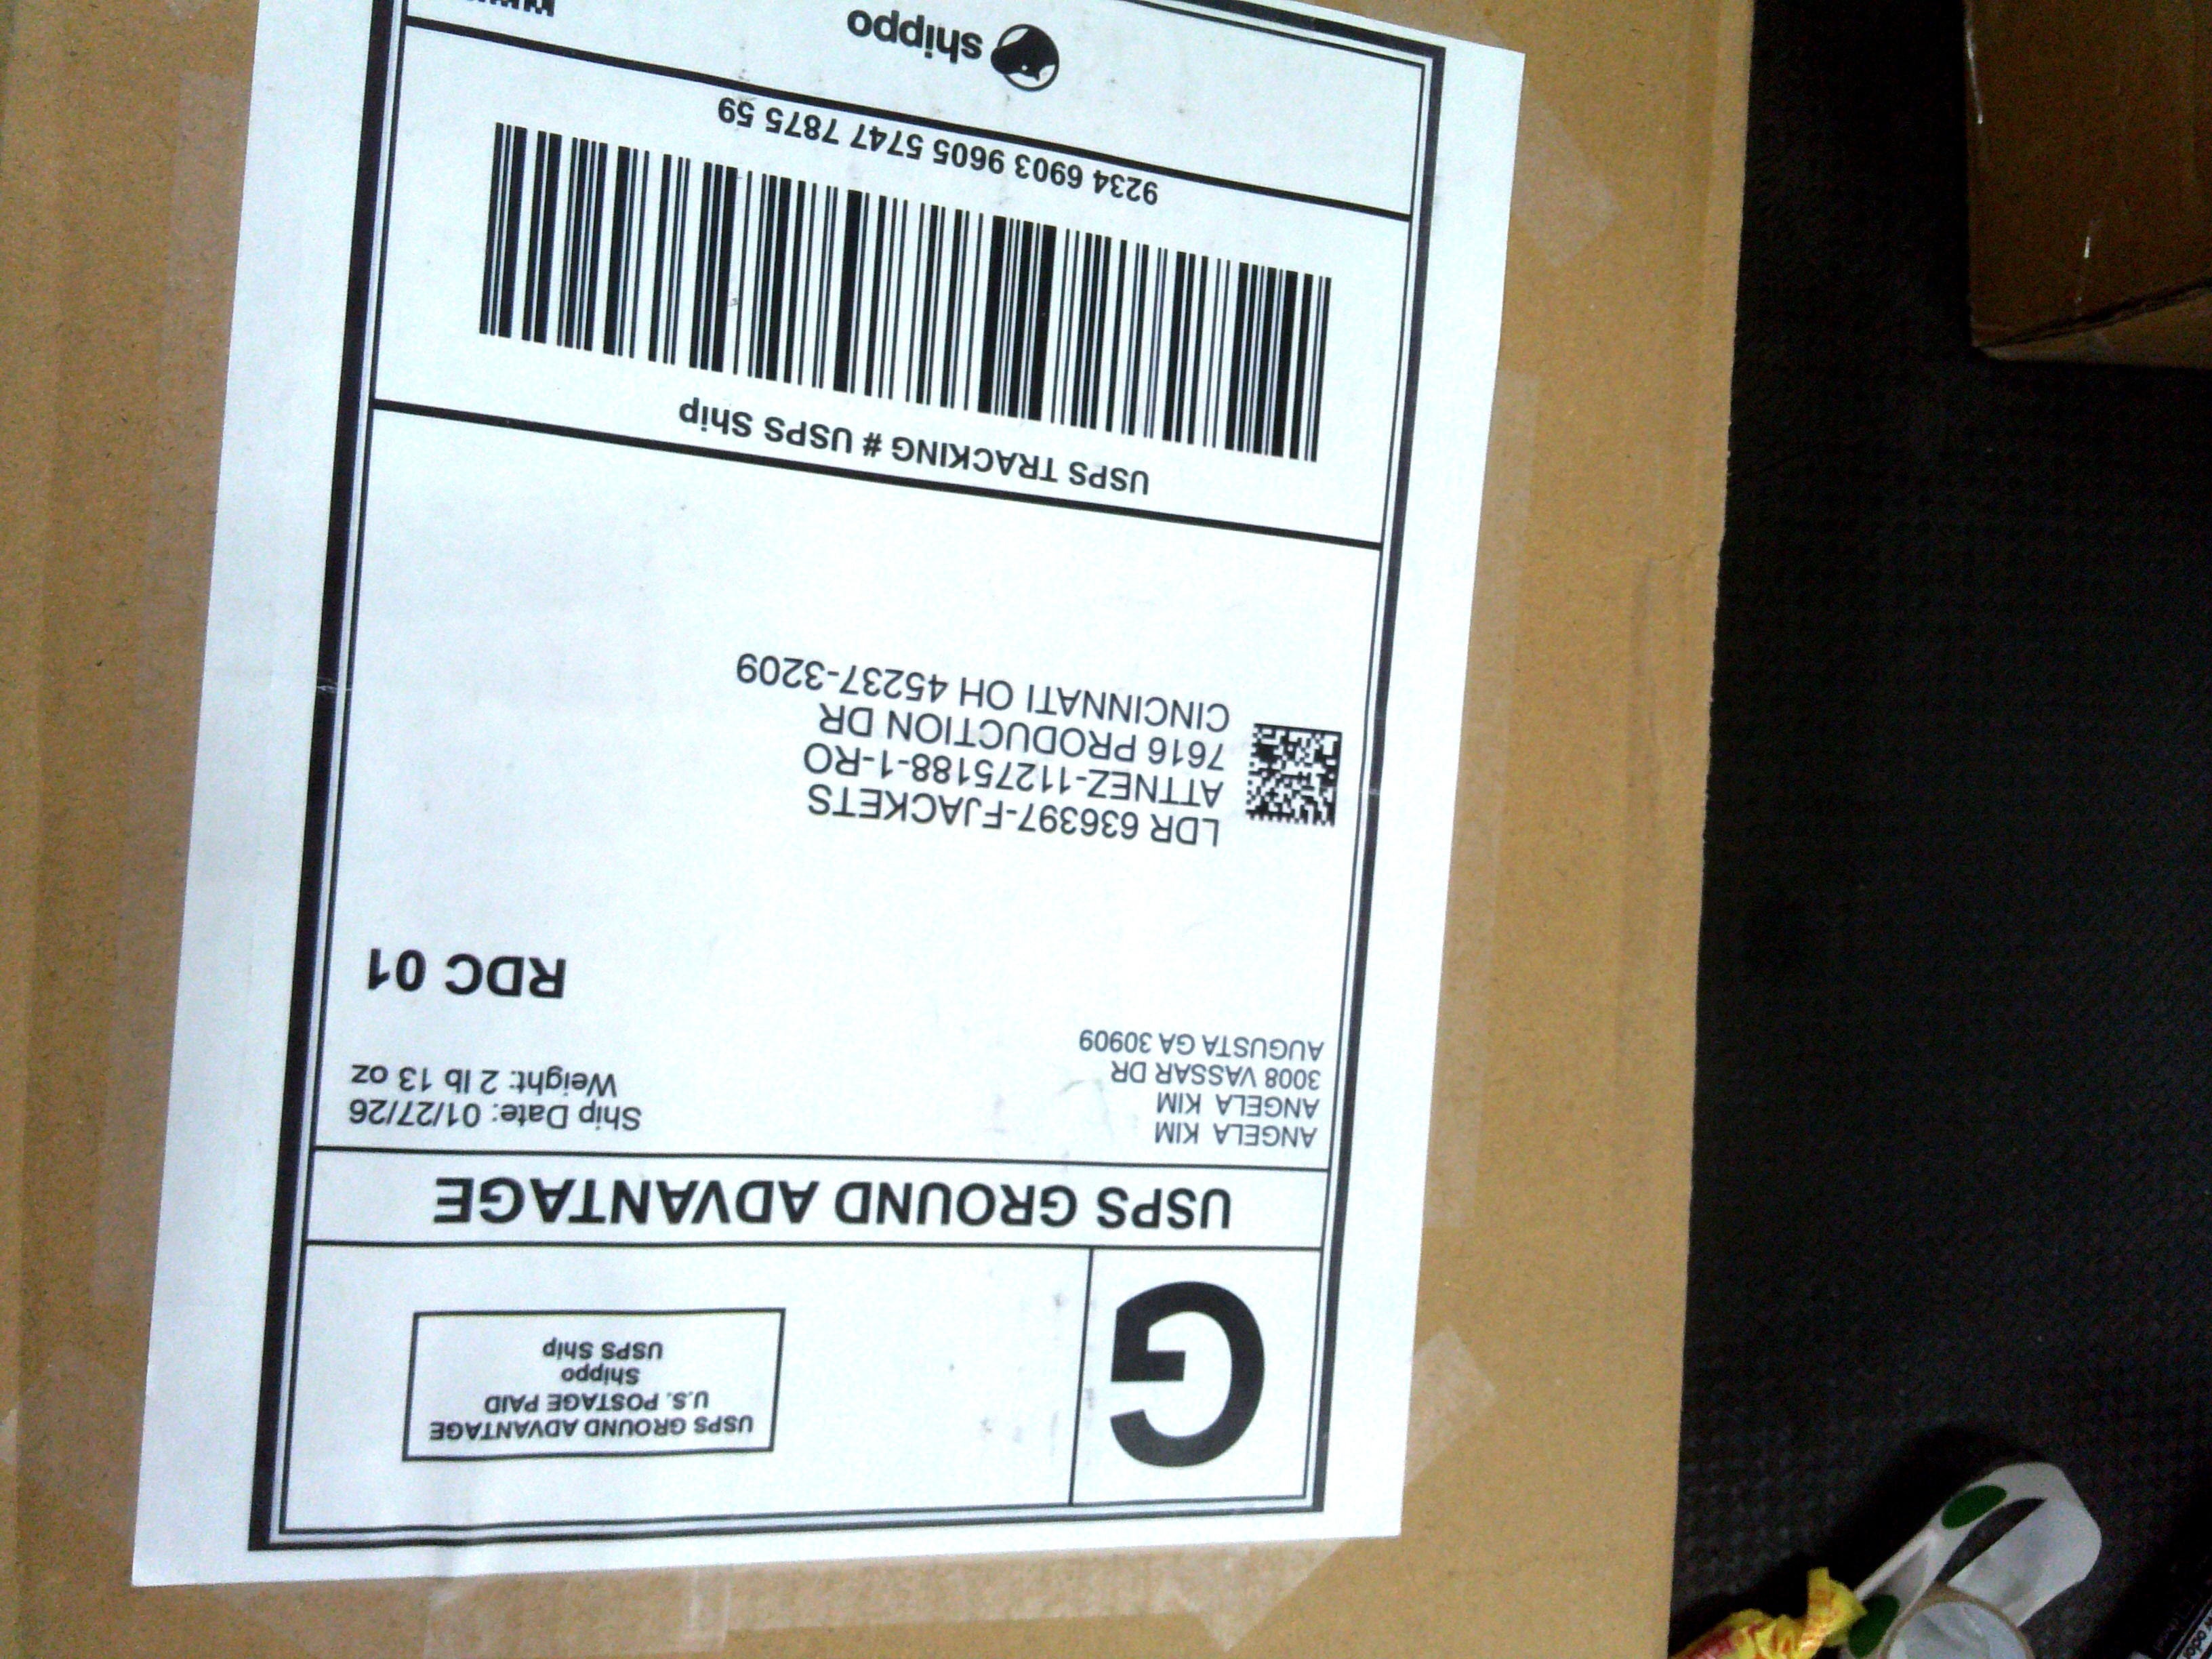 G
USPS GROUND ADVANTAGE
U.S. POSTAGE PAID
Shippo
USPS Ship
USPS GROUND ADVANTAGE
ANGELA KIM
ANGELA KIM
3008 VASSAR DR
AUGUSTA GA 30909
Ship Date: 01/27/26
Weight: 2 lb 13 oz
RDC 01
LDR 636397-FJACKETS
ATTNEZ-11275188-1-RO
7616 PRODUCTION DR
CINCINNATI OH 45237-3209
USPS TRACKING # USPS Ship
9234 6903 9605 5747 7875 59
shippo